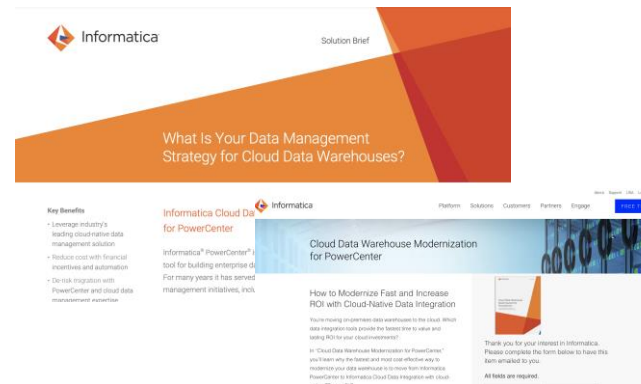 Informatica
Solution Brief
What Is Your Data Management
Strategy for Cloud Data Warehouses?
Key Benefits
• Leverage industry's
leading cloud-native data
management solution
• Reduce cost with financial
incentives and automation
• De-risk migration with
PowerCenter and cloud data
management expertise
Informatica Cloud Da
for PowerCenter
Informatica® PowerCenter® i
tool for building enterprise da
For many years it has served
management initiatives, inclu
Informatica
About Support USA
Platform Solutions Customers Partners Engage
FREE T
Cloud Data Warehouse Modernization
for PowerCenter
How to Modernize Fast and Increase
ROI with Cloud-Native Data Integration
You're moving on-premises data warehouses to the cloud. Which
data integration tools provide the fastest time to value and
lasting ROI for your cloud investments?
In "Cloud Data Warehouse Modernization for PowerCenter,"
you'll learn why the fastest and most cost-effective way to
modernize your data warehouse is to move from Informatica
PowerCenter to Informatica Cloud Data Integration with cloud-
Thank you for your interest in Informatica.
Please complete the form below to have this
item emailed to you.
All fields are required.